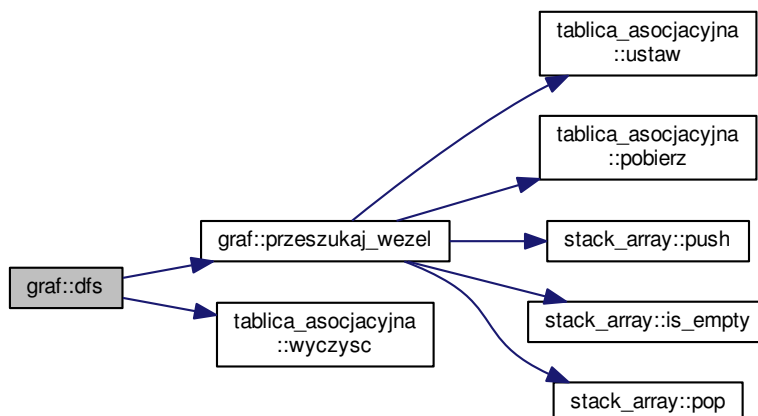 tablica_asocjacyjna
::ustaw
tablica_asocjacyjna
::pobierz
graf::przeszukaj_wezel
stack_array::push
graf::dfs
tablica_asocjacyjna
::wyczysc
stack_array::is_empty
stack_array::pop